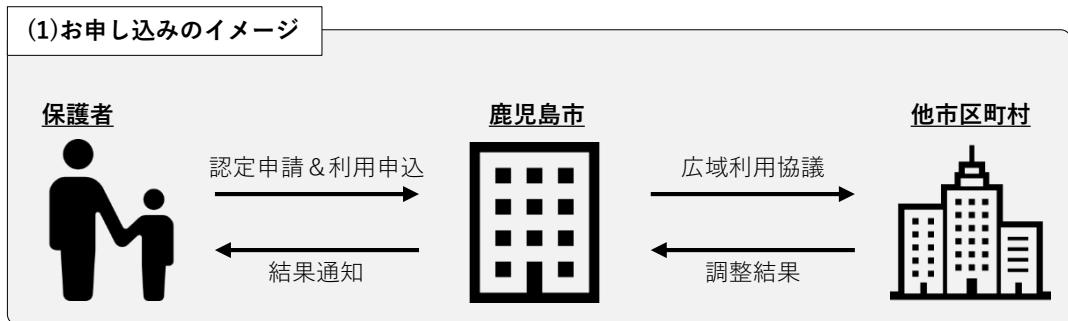 (1)お申し込みのイメージ
保護者
鹿児島市
他市区町村
認定申請＆利用申込
広域利用協議
結果通知
調整結果